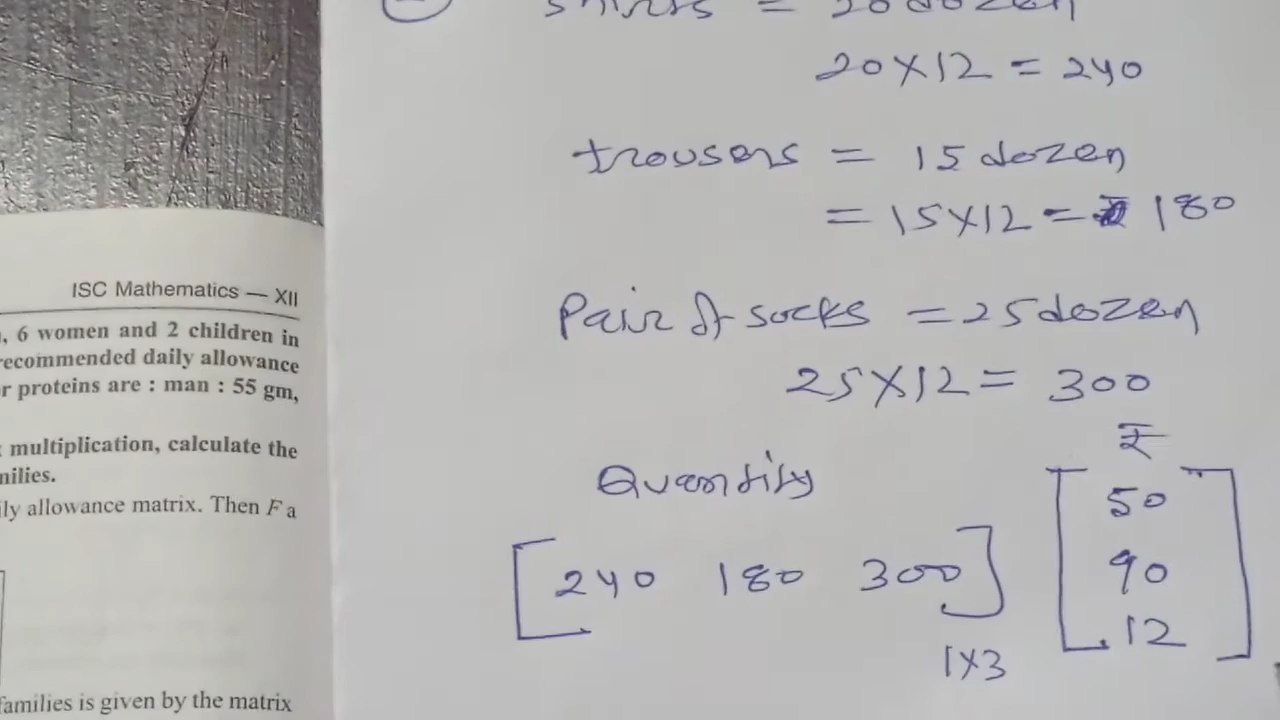 ISC Mathematics — XII
, 6 women and 2 children in
recommended daily allowance
r proteins are : man : 55 gm,
multiplication, calculate the
nilies.
ily allowance matrix. Then F a
families is given by the matrix
shirts = 20 dozen
20 × 12 = 240
trousers = 15 dozen
= 15 × 12 = 180
Pair of socks = 25 dozen
25 × 12 = 300
Quantity ₹
[240 180 300] 1×3
[50
90
12]